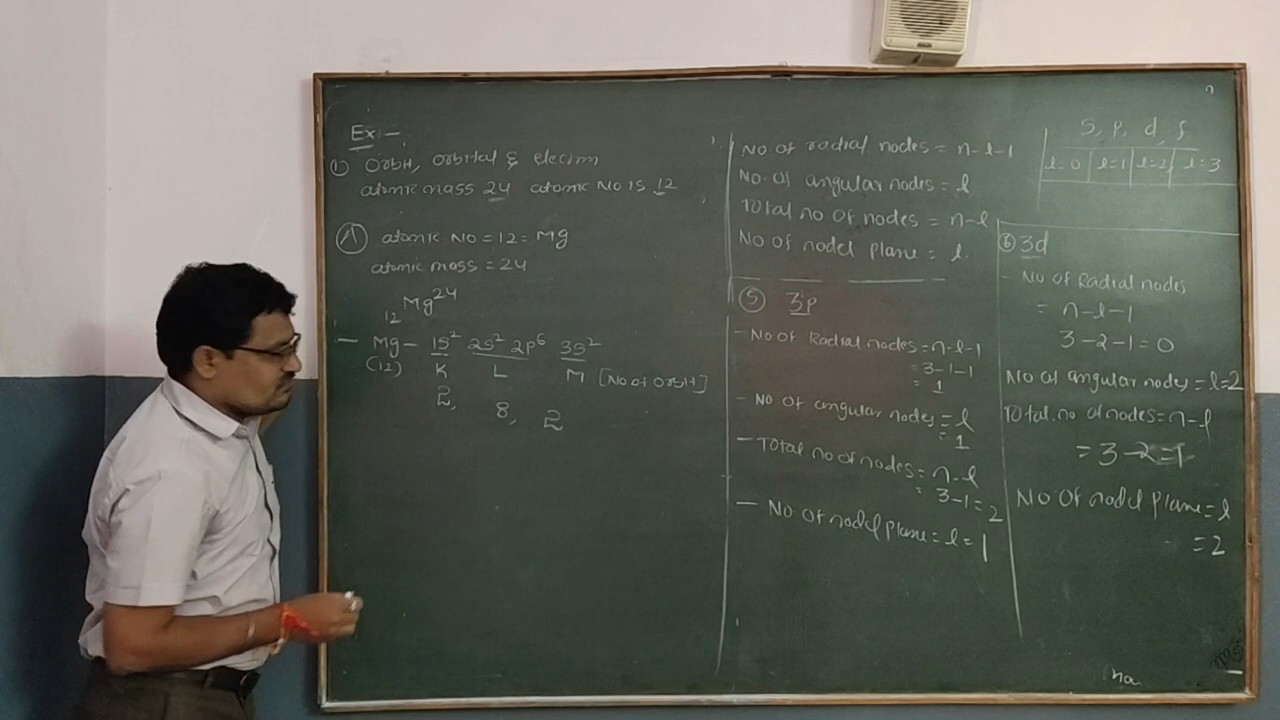 Ex:-
1) Orbit, orbital & electron
atomic mass 24 atomic No is 12
A atomic No = 12 = Mg
atomic mass = 24
12Mg24
- Mg - 1S² 2S² 2p⁶ 3S²
(12) K L M [No of Orbit]
2, 8, 2
No of radial nodes = n-l-1
No. of angular nodes = l
Total no of nodes = n-l
No of nodel plane = l.
5 3p
- No of Radial nodes = n-l-1
= 3-1-1
= 1
- No of angular nodes = l
= 1
- Total no of nodes = n-l
= 3-1 = 2
- No of nodel plane = l = 1
S, p, d, f
l=0 l=1 l=2 l=3
6 3d
- No of Radial nodes
= n-l-1
3-2-1=0
No of angular nodes = l=2
Total. no of nodes = n-l
= 3-2=1
No of nodel plane = l
= 2